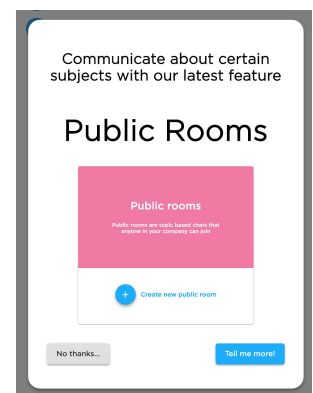 Communicate about certain
subjects with our latest feature
Public Rooms
Public rooms
Public rooms are topic based chats that
anyone in your company can join
Create new public room
No thanks...
Tell me more!